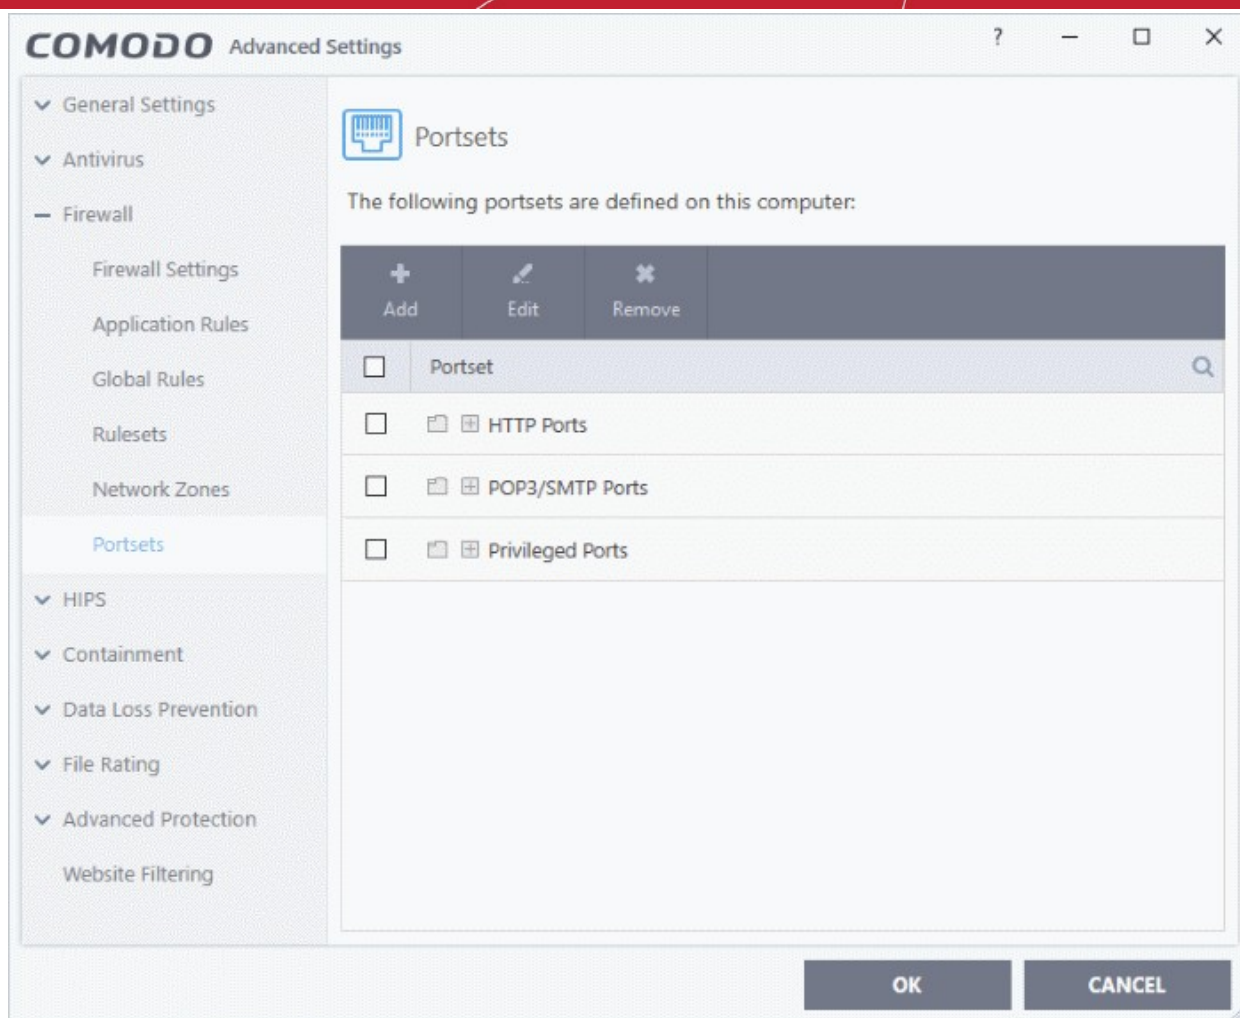 COMODO Advanced Settings ?
General Settings
Antivirus
Firewall
Firewall Settings
Application Rules
Global Rules
Rulesets
Network Zones
Portsets
HIPS
Containment
Data Loss Prevention
File Rating
Advanced Protection
Website Filtering
Portsets
The following portsets are defined on this computer:
Add Edit Remove
Portset
HTTP Ports
POP3/SMTP Ports
Privileged Ports
OK CANCEL